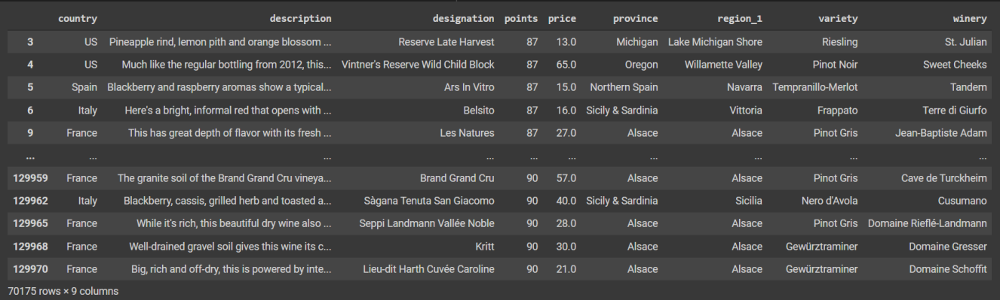 country description designation points price province region_1 variety winery
3 US Pineapple rind, lemon pith and orange blossom ... Reserve Late Harvest 87 13.0 Michigan Lake Michigan Shore Riesling St. Julian
4 US Much like the regular bottling from 2012, this... Vintner's Reserve Wild Child Block 87 65.0 Oregon Willamette Valley Pinot Noir Sweet Cheeks
5 Spain Blackberry and raspberry aromas show a typical... Ars In Vitro 87 15.0 Northern Spain Navarra Tempranillo-Merlot Tandem
6 Italy Here's a bright, informal red that opens with ... Belsito 87 16.0 Sicily & Sardinia Vittoria Frappato Terre di Giurfo
9 France This has great depth of flavor with its fresh ... Les Natures 87 27.0 Alsace Alsace Pinot Gris Jean-Baptiste Adam
... ... ... ... ... ... ... ... ... ...
129959 France The granite soil of the Brand Grand Cru vineya... Brand Grand Cru 90 57.0 Alsace Alsace Pinot Gris Cave de Turckheim
129962 Italy Blackberry, cassis, grilled herb and toasted a... Sàgana Tenuta San Giacomo 90 40.0 Sicily & Sardinia Sicilia Nero d'Avola Cusumano
129965 France While it's rich, this beautiful dry wine also ... Seppi Landmann Vallée Noble 90 28.0 Alsace Alsace Pinot Gris Domaine Rieflé-Landmann
129968 France Well-drained gravel soil gives this wine its c... Kritt 90 30.0 Alsace Alsace Gewürztraminer Domaine Gresser
129970 France Big, rich and off-dry, this is powered by inte... Lieu-dit Harth Cuvée Caroline 90 21.0 Alsace Alsace Gewürztraminer Domaine Schoffit
70175 rows × 9 columns